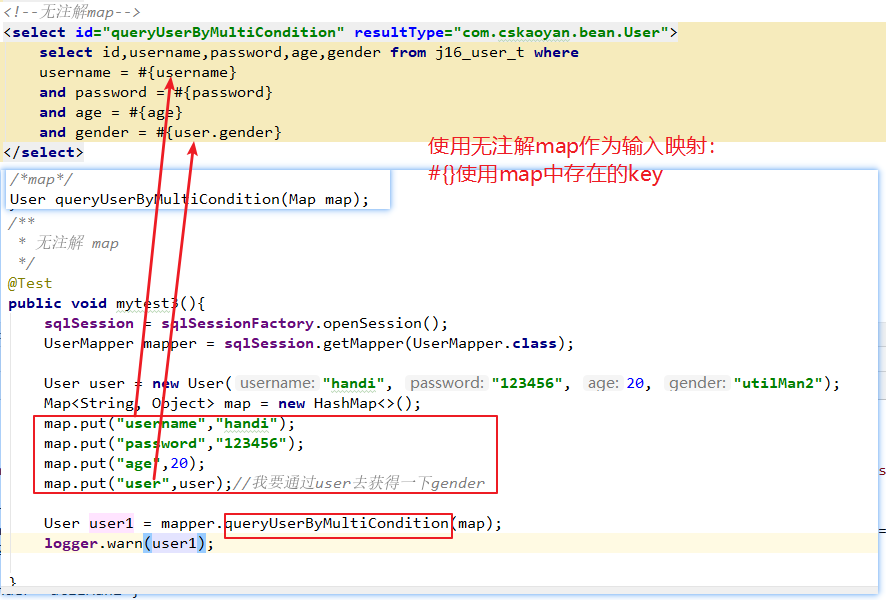 <!--无注解map-->
<select id="queryUserByMultiCondition" resultType="com.cskaoyan.bean.User">
select id,username,password,age,gender from j16_user_t where
username = #{username}
and password = #{password}
and age = #{age}
and gender = #{user.gender}
</select>
使用无注解map作为输入映射：
#{}使用map中存在的key
/*map*/
User queryUserByMultiCondition(Map map);
/**
* 无注解 map
*/
@Test
public void mytest3(){
sqlSession = sqlSessionFactory.openSession();
UserMapper mapper = sqlSession.getMapper(UserMapper.class);
User user = new User( username: "handi", password: "123456", age: 20, gender: "utilMan2");
Map<String, Object> map = new HashMap<>();
map.put("username","handi");
map.put("password","123456");
map.put("age",20);
map.put("user",user);//我要通过user去获得一下gender
User user1 = mapper.queryUserByMultiCondition(map);
logger.warn(user1);
}